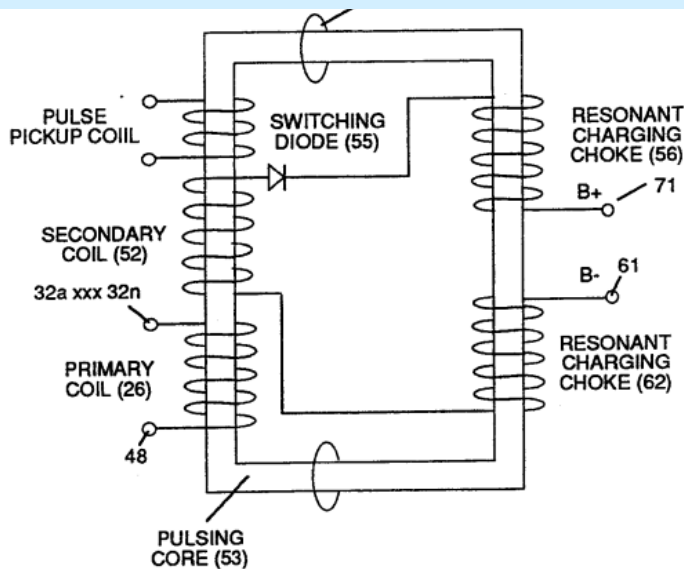 PULSE
PICKUP COIIL
SWITCHING
DIODE (55)
RESONANT
CHARGING
CHOKE (56)
B+
71
SECONDARY
COIL (52)
32a xxx 32n
B-
61
PRIMARY
COIL (26)
48
RESONANT
CHARGING
CHOKE (62)
PULSING
CORE (53)